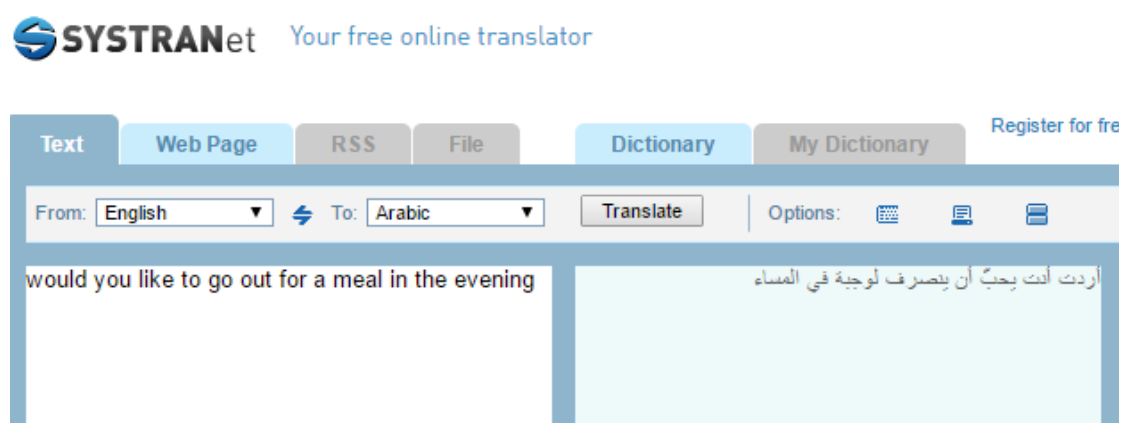 SYSTRANet Your free online translator
Register for fre
Text Web Page RSS File Dictionary My Dictionary
From: English To: Arabic Translate Options:
would you like to go out for a meal in the evening
أردت أنت يحبّ أن ينصرف لوجبة في المساء